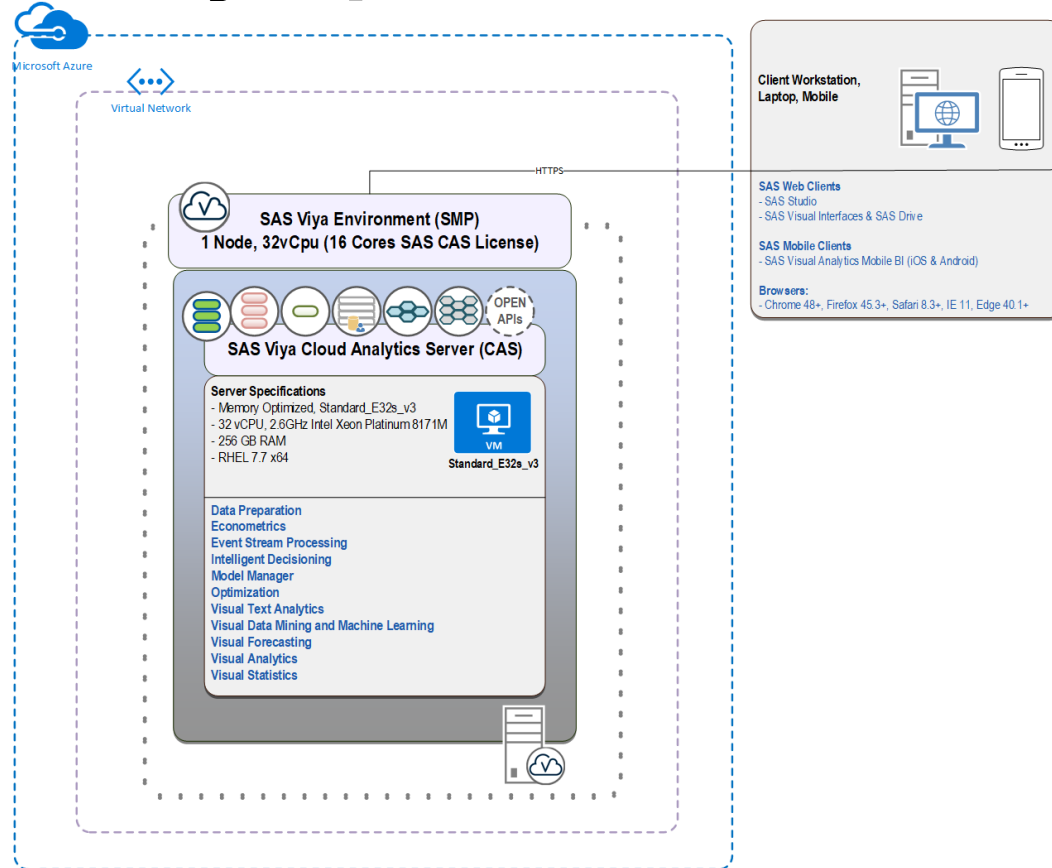 Microsoft Azure
Virtual Network
HTTPS
SAS Viya Environment (SMP)
1 Node, 32vCpu (16 Cores SAS CAS License)
OPEN
APIs
SAS Viya Cloud Analytics Server (CAS)
Server Specifications
- Memory Optimized, Standard_E32s_v3
- 32 vCPU, 2.6GHz Intel Xeon Platinum 8171M
- 256 GB RAM
- RHEL 7.7 x64
VM
Standard_E32s_v3
Data Preparation
Econometrics
Event Stream Processing
Intelligent Decisioning
Model Manager
Optimization
Visual Text Analytics
Visual Data Mining and Machine Learning
Visual Forecasting
Visual Analytics
Visual Statistics
Client Workstation,
Laptop, Mobile
SAS Web Clients
- SAS Studio
- SAS Visual Interfaces & SAS Drive
SAS Mobile Clients
- SAS Visual Analytics Mobile BI (iOS & Android)
Browsers:
- Chrome 48+, Firefox 45.3+, Safari 8.3+, IE 11, Edge 40.1+